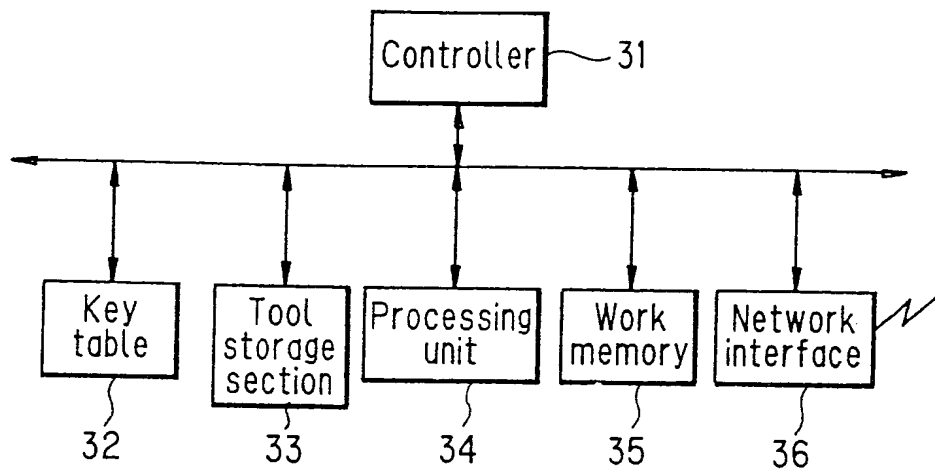 Controller
31
Key
table
32
Tool
storage
section
33
Processing
unit
34
Work
memory
35
Network
interface
36